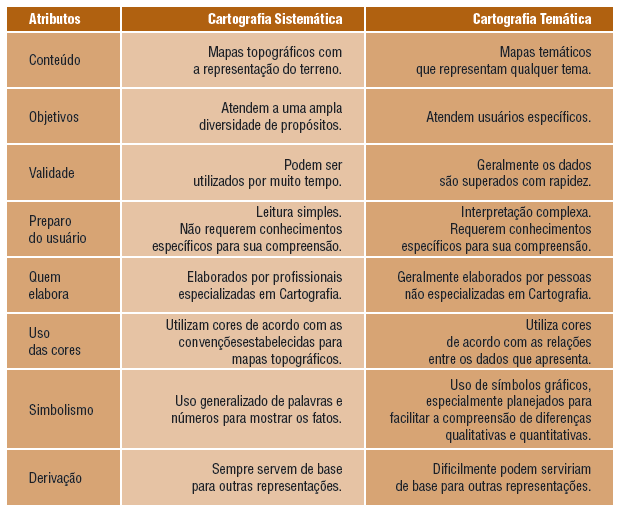 Atributos
Cartografia Sistemática
Cartografia Temática
Conteúdo
Mapas topográficos com
a representação do terreno.
Mapas temáticos
que representam qualquer tema.
Objetivos
Atendem a uma ampla
diversidade de propósitos.
Atendem usuários específicos.
Validade
Podem ser
utilizados por muito tempo.
Geralmente os dados
são superados com rapidez.
Preparo
do usuário
Leitura simples.
Não requerem conhecimentos
específicos para sua compreensão.
Interpretação complexa.
Requerem conhecimentos
específicos para sua compreensão.
Quem
elabora
Elaborados por profissionais
especializadas em Cartografia.
Geralmente elaborados por pessoas
não especializadas em Cartografia.
Uso
das cores
Utilizam cores de acordo com as
convençõesestabelecidas para
mapas topográficos.
Utiliza cores
de acordo com as relações
entre os dados que apresenta.
Simbolismo
Uso generalizado de palavras e
números para mostrar os fatos.
Uso de símbolos gráficos,
especialmente planejados para
facilitar a compreensão de diferenças
qualitativas e quantitativas.
Derivação
Sempre servem de base
para outras representações.
Dificilmente podem serviriam
de base para outras representações.